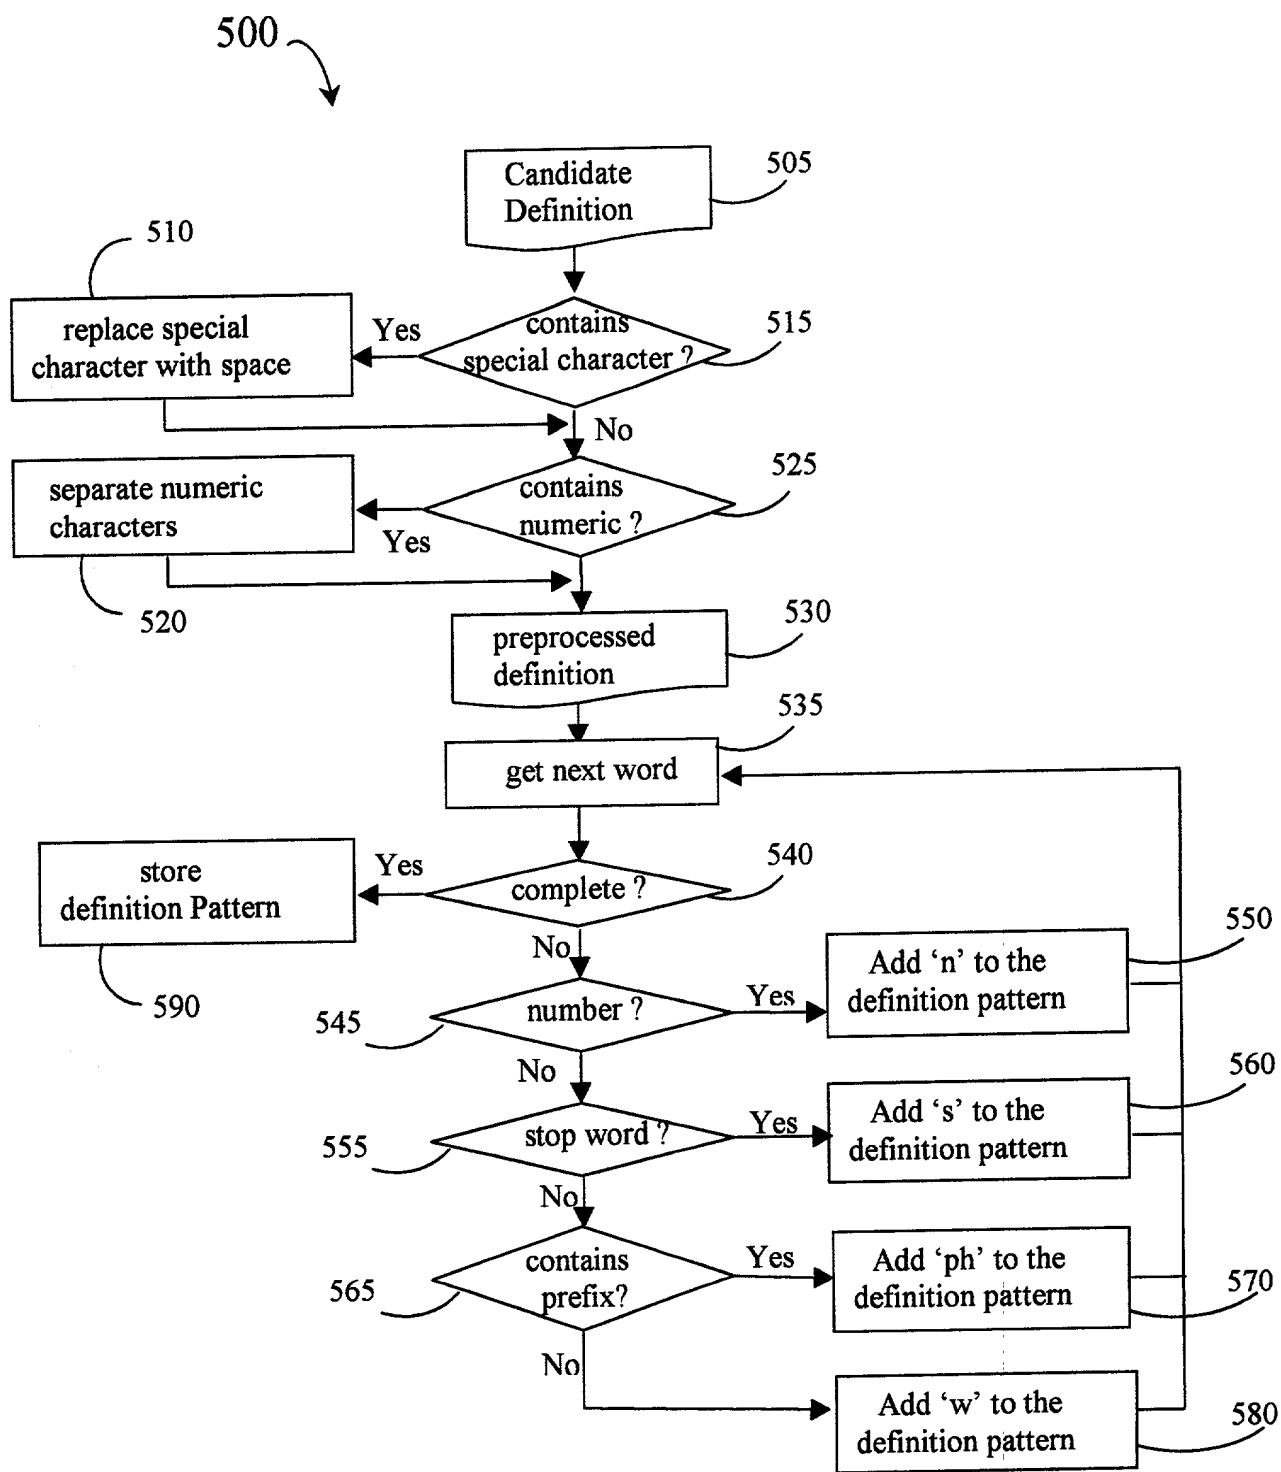 500
Candidate
Definition
505
510
replace special
character with space
Yes
contains
special character ?
515
No
separate numeric
characters
Yes
contains
numeric ?
525
520
preprocessed
definition
530
535
get next word
store
definition Pattern
Yes
complete ?
540
590
No
number ?
545
Yes
Add ‘n’ to the
definition pattern
550
No
stop word ?
555
Yes
Add ‘s’ to the
definition pattern
560
No
contains
prefix?
565
Yes
Add ‘ph’ to the
definition pattern
570
No
Add ‘w’ to the
definition pattern
580